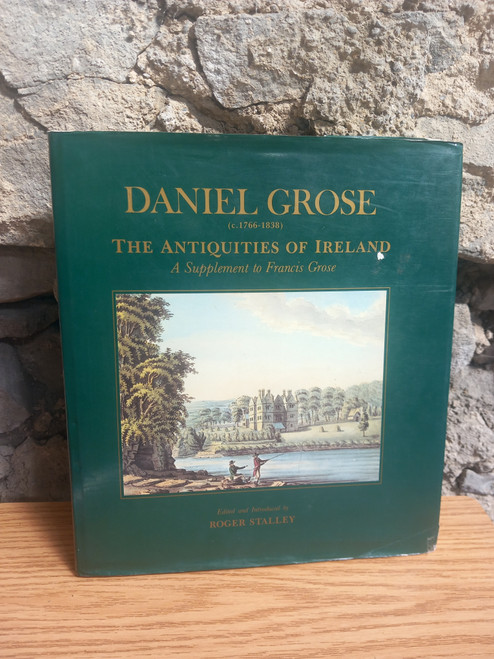 DANIEL GROSE
(c.1766-1838)
THE ANTIQUITIES OF IRELAND
A Supplement to Francis Grose
Edited and Introduced by
ROGER STALLEY